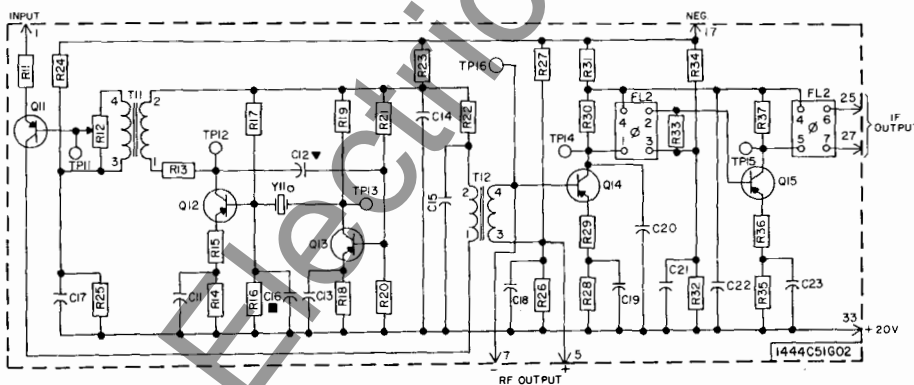 INPUT
1
NEG.
17
R11
R24
Q11
R12
TP11
T11
4
2
3
1
R13
TP12
R17
C12
Y11
R19
R21
R23
C14
TP16
R22
R27
R31
R34
R30
FL2
4
2
1
3
Ø
R33
TP14
R37
FL2
4
6
5
7
Ø
25
27
IF
OUTPUT
TP15
TP13
Q12
Q13
T12
2
4
1
3
Q14
Q15
C15
R15
R29
C20
R36
C17
R25
C11
R14
R16
C16
C13
R18
R20
C18
R26
R28
C19
C21
R32
C22
R35
C23
33
+20V
1444C51G02
7
5
-
+
RF OUTPUT
Electric